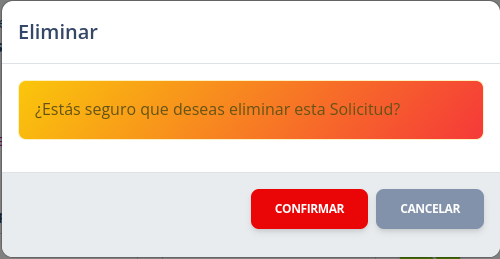 Eliminar
¿Estás seguro que deseas eliminar esta Solicitud?
CONFIRMAR
CANCELAR